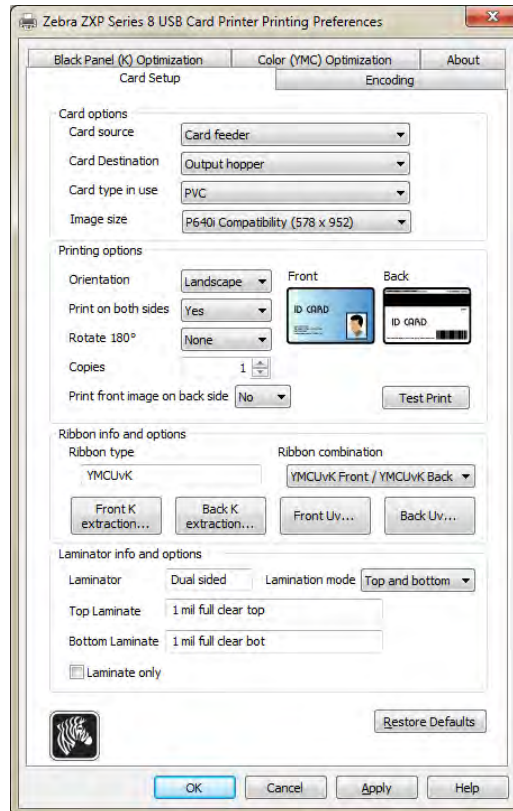 Zebra ZXP Series 8 USB Card Printer Printing Preferences
Black Panel (K) Optimization Color (YMC) Optimization About
Card Setup Encoding
Card options
Card source Card feeder
Card Destination Output hopper
Card type in use PVC
Image size P640i Compatibility (578 x 952)
Printing options
Orientation Landscape Front Back
Print on both sides Yes ID CARD ID CARD
Rotate 180° None
Copies 1
Print front image on back side No Test Print
Ribbon info and options
Ribbon type Ribbon combination
YMCUvK YMCUvK Front / YMCUvK Back
Front K extraction... Back K extraction... Front Uv... Back Uv...
Laminator info and options
Laminator Dual sided Lamination mode Top and bottom
Top Laminate 1 mil full clear top
Bottom Laminate 1 mil full clear bot
Laminate only
Restore Defaults
OK Cancel Apply Help